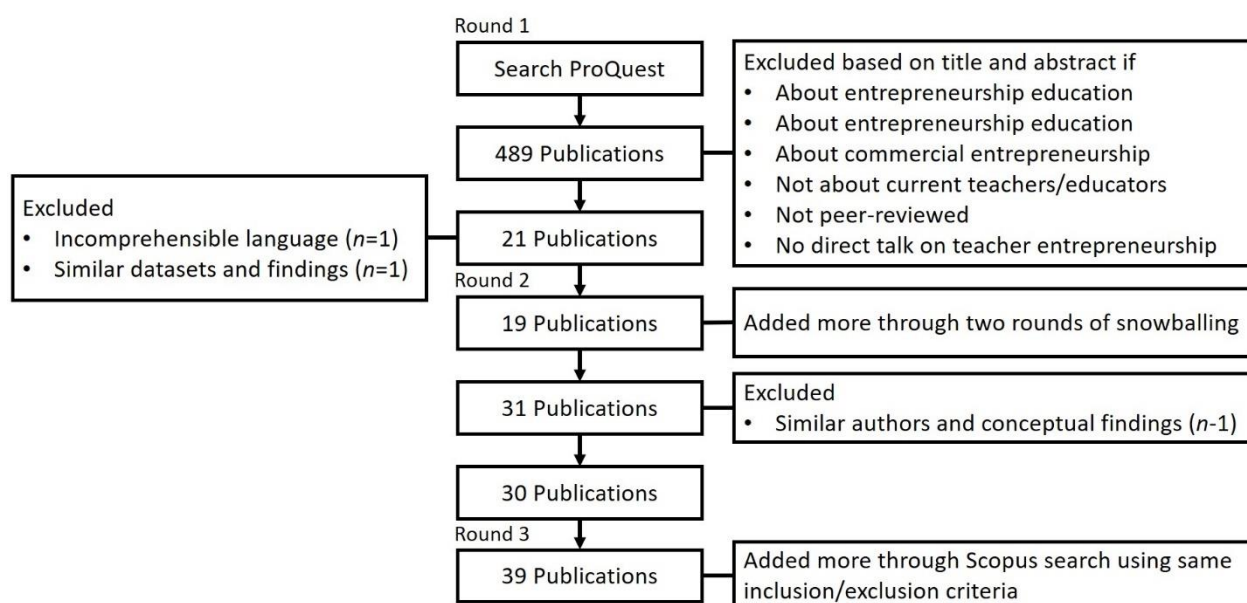 Round 1
Search ProQuest
Excluded based on title and abstract if
• About entrepreneurship education
• About entrepreneurship education
• About commercial entrepreneurship
• Not about current teachers/educators
• Not peer-reviewed
• No direct talk on teacher entrepreneurship
489 Publications
Excluded
• Incomprehensible language (n=1)
• Similar datasets and findings (n=1)
21 Publications
Round 2
19 Publications
Added more through two rounds of snowballing
31 Publications
Excluded
• Similar authors and conceptual findings (n-1)
30 Publications
Round 3
39 Publications
Added more through Scopus search using same
inclusion/exclusion criteria